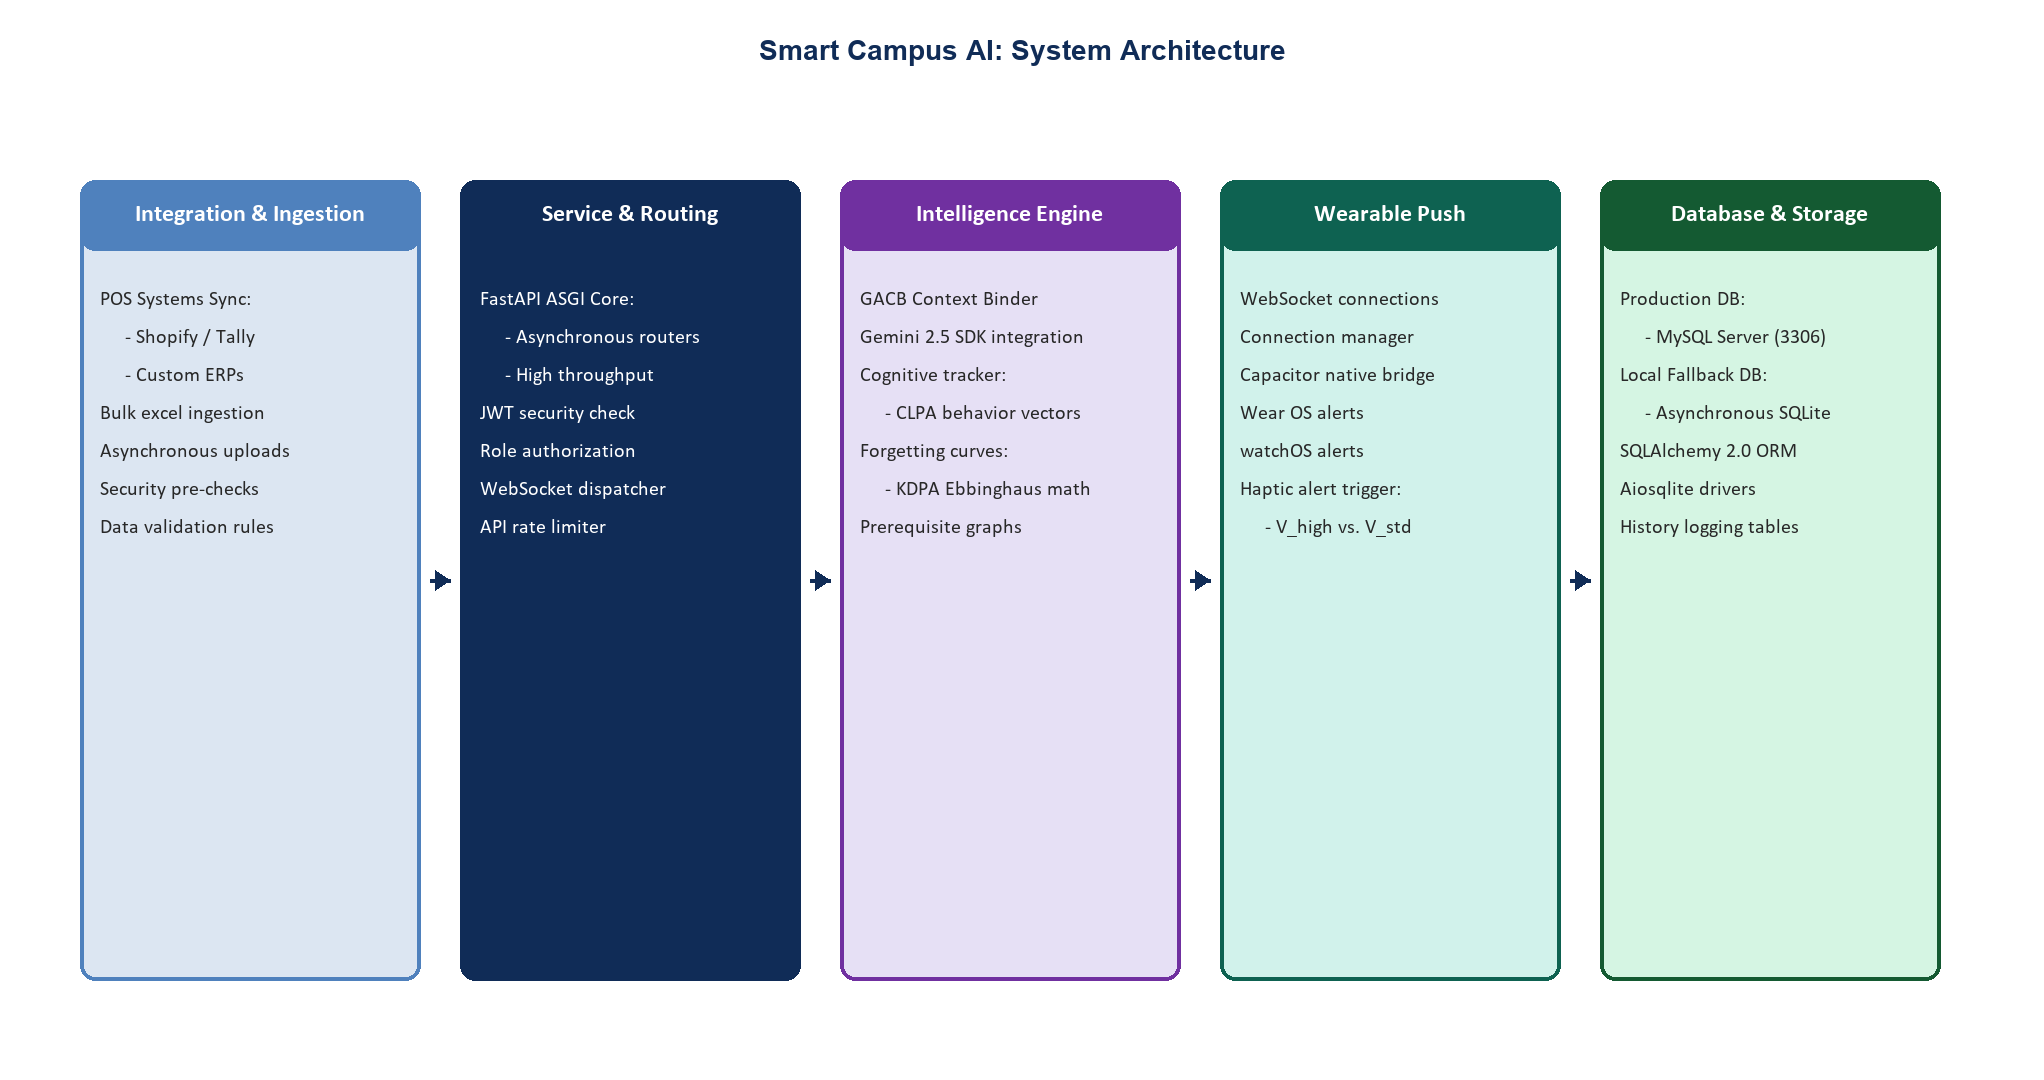 Smart Campus AI: System Architecture
Integration & Ingestion
POS Systems Sync:
- Shopify / Tally
- Custom ERPs
Bulk excel ingestion
Asynchronous uploads
Security pre-checks
Data validation rules
Service & Routing
FastAPI ASGI Core:
- Asynchronous routers
- High throughput
JWT security check
Role authorization
WebSocket dispatcher
API rate limiter
Intelligence Engine
GACB Context Binder
Gemini 2.5 SDK integration
Cognitive tracker:
- CLPA behavior vectors
Forgetting curves:
- KDPA Ebbinghaus math
Prerequisite graphs
Wearable Push
WebSocket connections
Connection manager
Capacitor native bridge
Wear OS alerts
watchOS alerts
Haptic alert trigger:
- V_high vs. V_std
Database & Storage
Production DB:
- MySQL Server (3306)
Local Fallback DB:
- Asynchronous SQLite
SQLAlchemy 2.0 ORM
Aiosqlite drivers
History logging tables